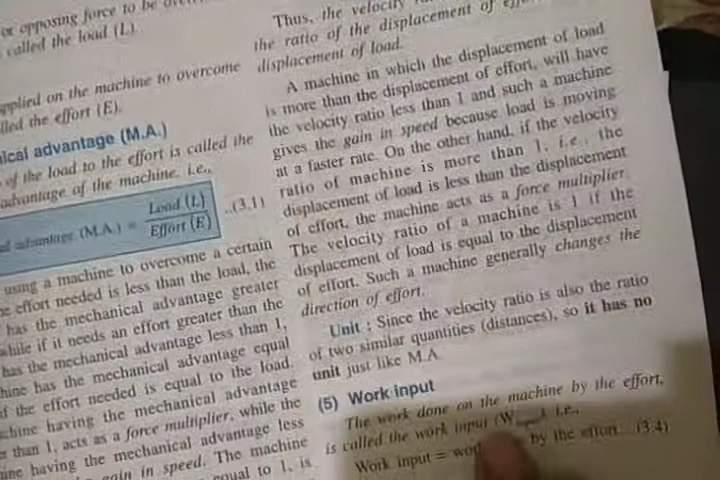 or opposing force to be
called the load (L).
applied on the machine to overcome
called the effort (E).
advantage (M.A.)
of the load to the effort is called the
advantage of the machine. i.e.,
advantage (M.A.) = Load (L) / Effort (E) ..(3.1)
using a machine to overcome a certain
effort needed is less than the load, the
has the mechanical advantage greater
while if it needs an effort greater than the
has the mechanical advantage less than 1,
has the mechanical advantage equal
if the effort needed is equal to the load.
having the mechanical advantage
than 1, acts as a force multiplier, while the
having the mechanical advantage less
gain in speed. The machine
equal to 1, is
Thus, the velocity
the ratio of the displacement of
displacement of load.
A machine in which the displacement of load
is more than the displacement of effort, will have
the velocity ratio less than 1 and such a machine
gives the gain in speed because load is moving
at a faster rate. On the other hand, if the velocity
ratio of machine is more than 1, i.e., the
displacement of load is less than the displacement
of effort, the machine acts as a force multiplier.
The velocity ratio of a machine is 1 if the
displacement of load is equal to the displacement
of effort. Such a machine generally changes the
direction of effort.
Unit : Since the velocity ratio is also the ratio
of two similar quantities (distances), so it has no
unit just like M.A.
(5) Work input
The work done on the machine by the effort,
is called the work input (W input), i.e.,
Work input = by the effort ...(3.4)